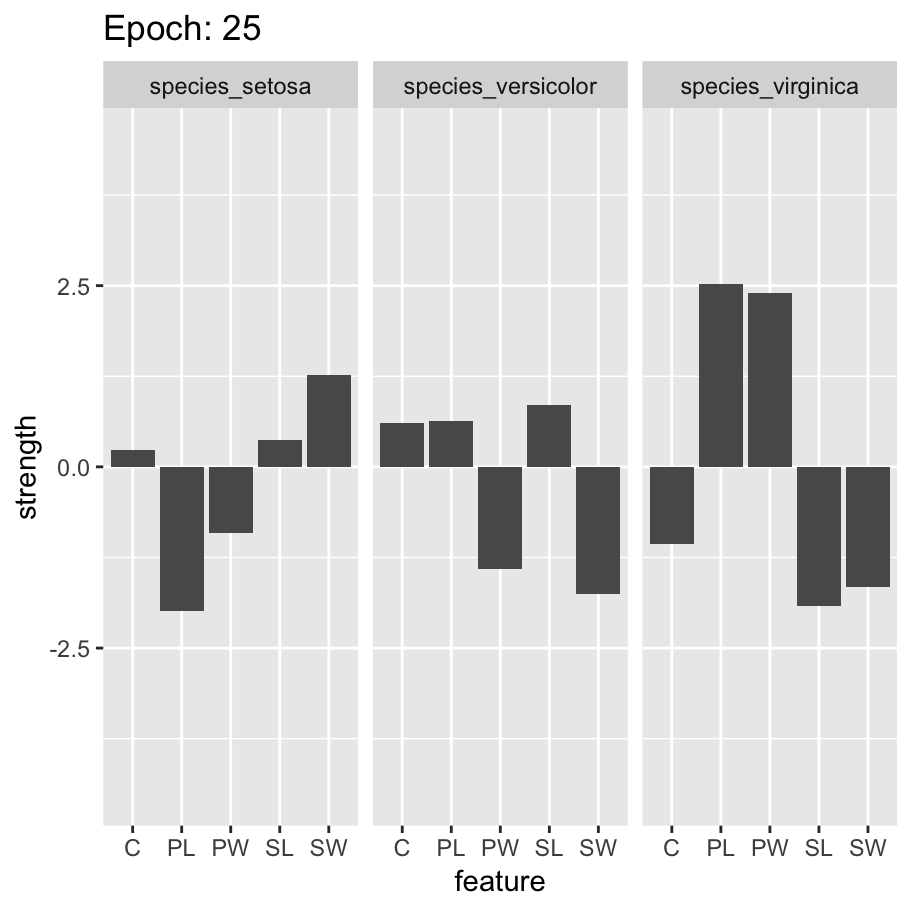 Epoch: 25
species_setosa species_versicolor species_virginica
2.5
0.0
-2.5
strength
C PL PW SL SW C PL PW SL SW C PL PW SL SW
feature